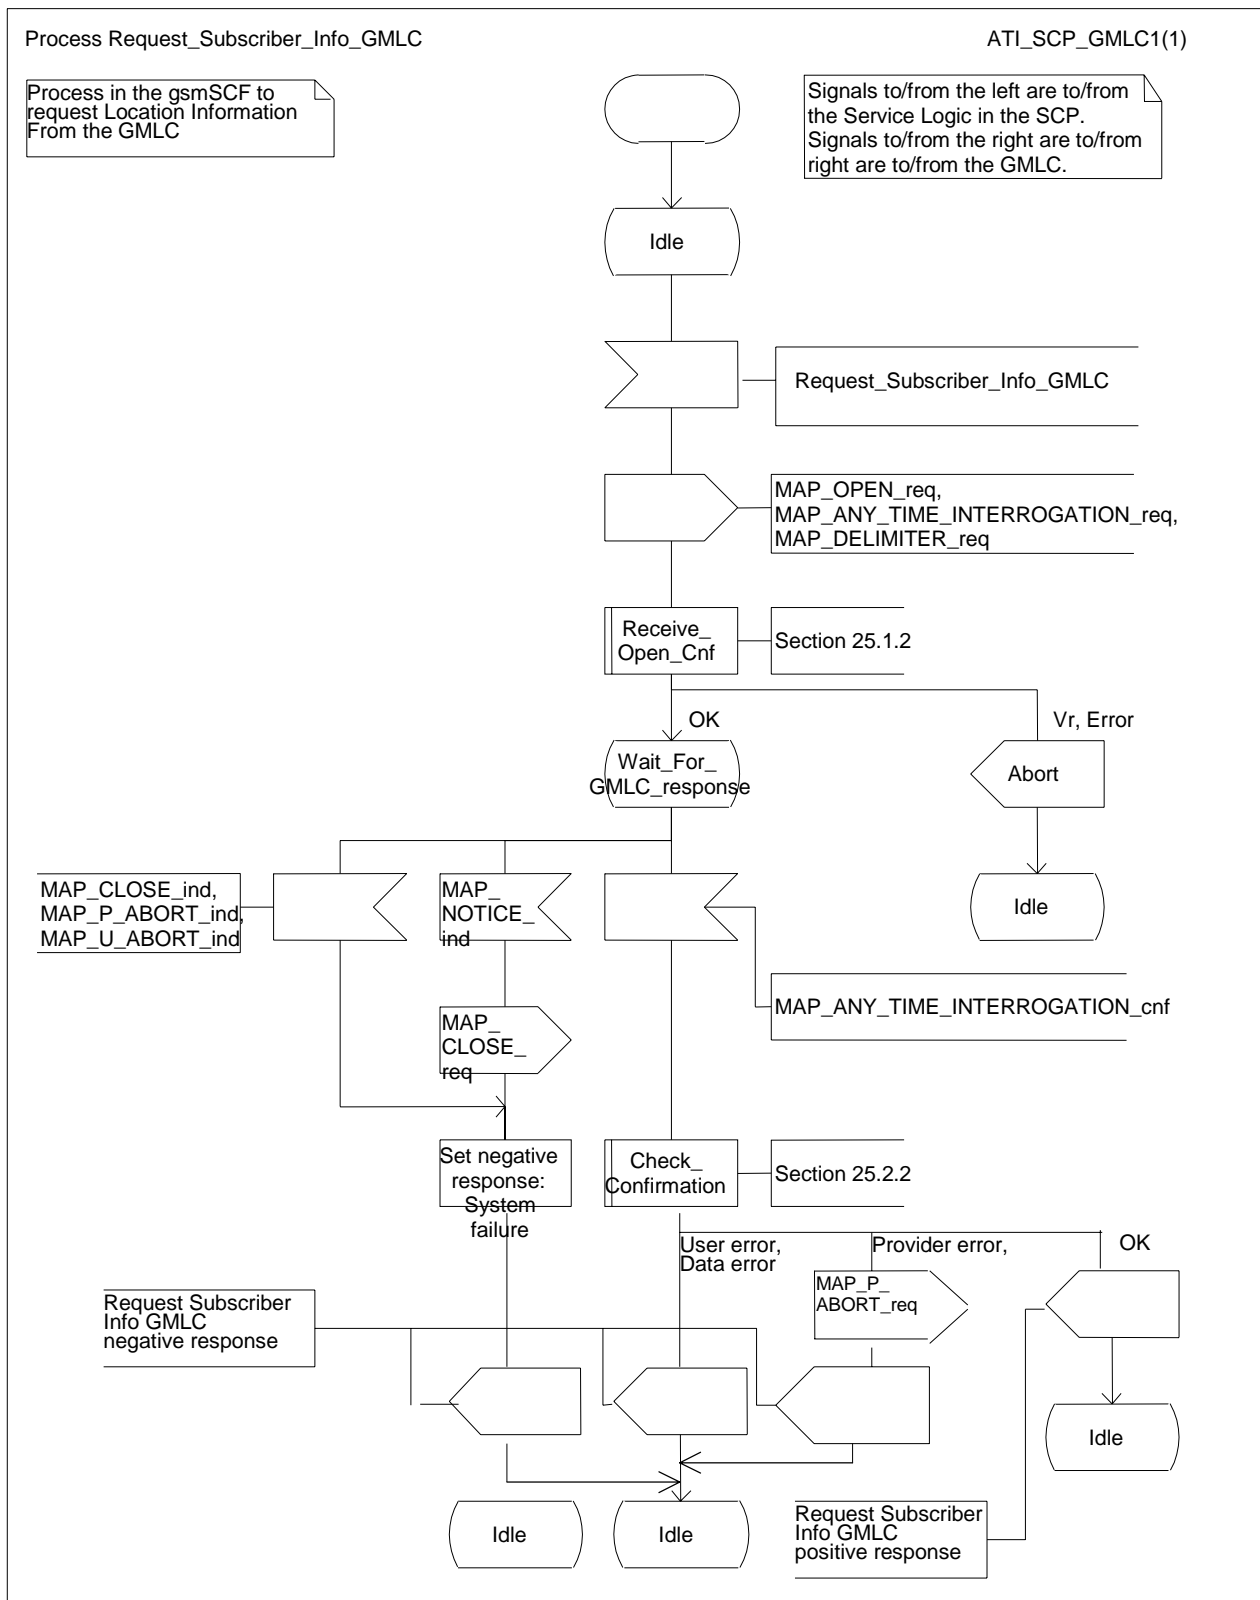 Process Request_Subscriber_Info_GMLC
ATI_SCP_GMLC1(1)
Process in the gsmSCF to
request Location Information
From the GMLC
Signals to/from the left are to/from
the Service Logic in the SCP.
Signals to/from the right are to/from
right are to/from the GMLC.
Idle
Request_Subscriber_Info_GMLC
MAP_OPEN_req,
MAP_ANY_TIME_INTERROGATION_req,
MAP_DELIMITER_req
Receive_
Open_Cnf
Section 25.1.2
OK
Vr, Error
Wait_For_
GMLC_response
Abort
MAP_CLOSE_ind,
MAP_P_ABORT_ind,
MAP_U_ABORT_ind
MAP_
NOTICE_
ind
Idle
MAP_ANY_TIME_INTERROGATION_cnf
MAP_
CLOSE_
req
Set negative
response:
System
failure
Check_
Confirmation
Section 25.2.2
User error,
Data error
Provider error,
OK
MAP_P_
ABORT_req
Request Subscriber
Info GMLC
negative response
Idle
Idle
Idle
Request Subscriber
Info GMLC
positive response